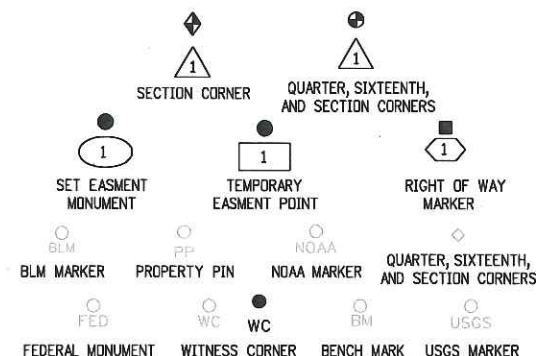 1 1
SECTION CORNER QUARTER, SIXTEENTH,
AND SECTION CORNERS
1 1 1
SET EASMENT TEMPORARY RIGHT OF WAY
MONUMENT EASMENT POINT MARKER
BLM PP NOAA
BLM MARKER PROPERTY PIN NOAA MARKER QUARTER, SIXTEENTH,
AND SECTION CORNERS
FED WC WC BM USGS
FEDERAL MONUMENT WITNESS CORNER BENCH MARK USGS MARKER